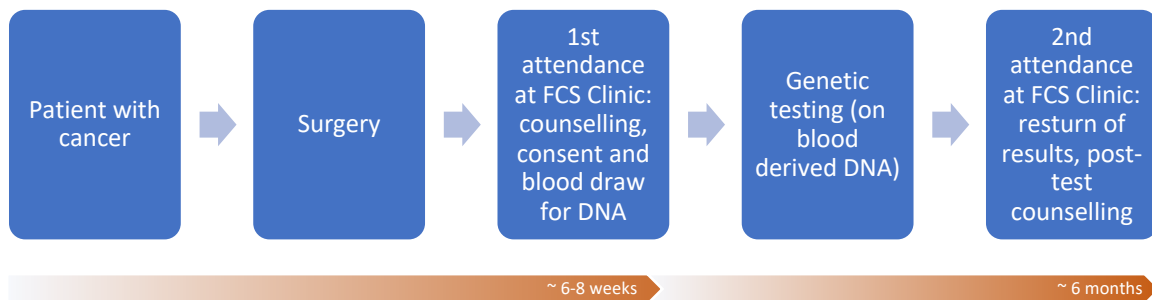 Patient with
cancer
Surgery
1st
attendance
at FCS Clinic:
counselling,
consent and
blood draw
for DNA
Genetic
testing (on
blood
derived DNA)
2nd
attendance
at FCS Clinic:
resturn of
results, post-
test
counselling
~ 6-8 weeks
~ 6 months